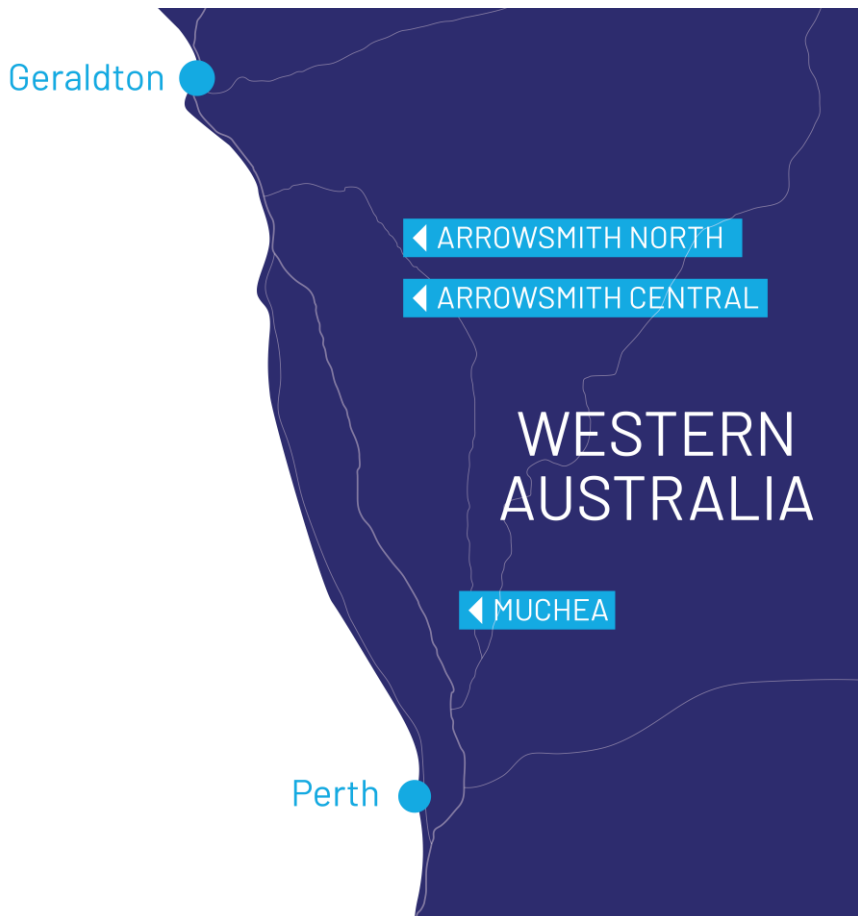 Geraldton
ARROWSMITH NORTH
ARROWSMITH CENTRAL
WESTERN
AUSTRALIA
MUCHEA
Perth